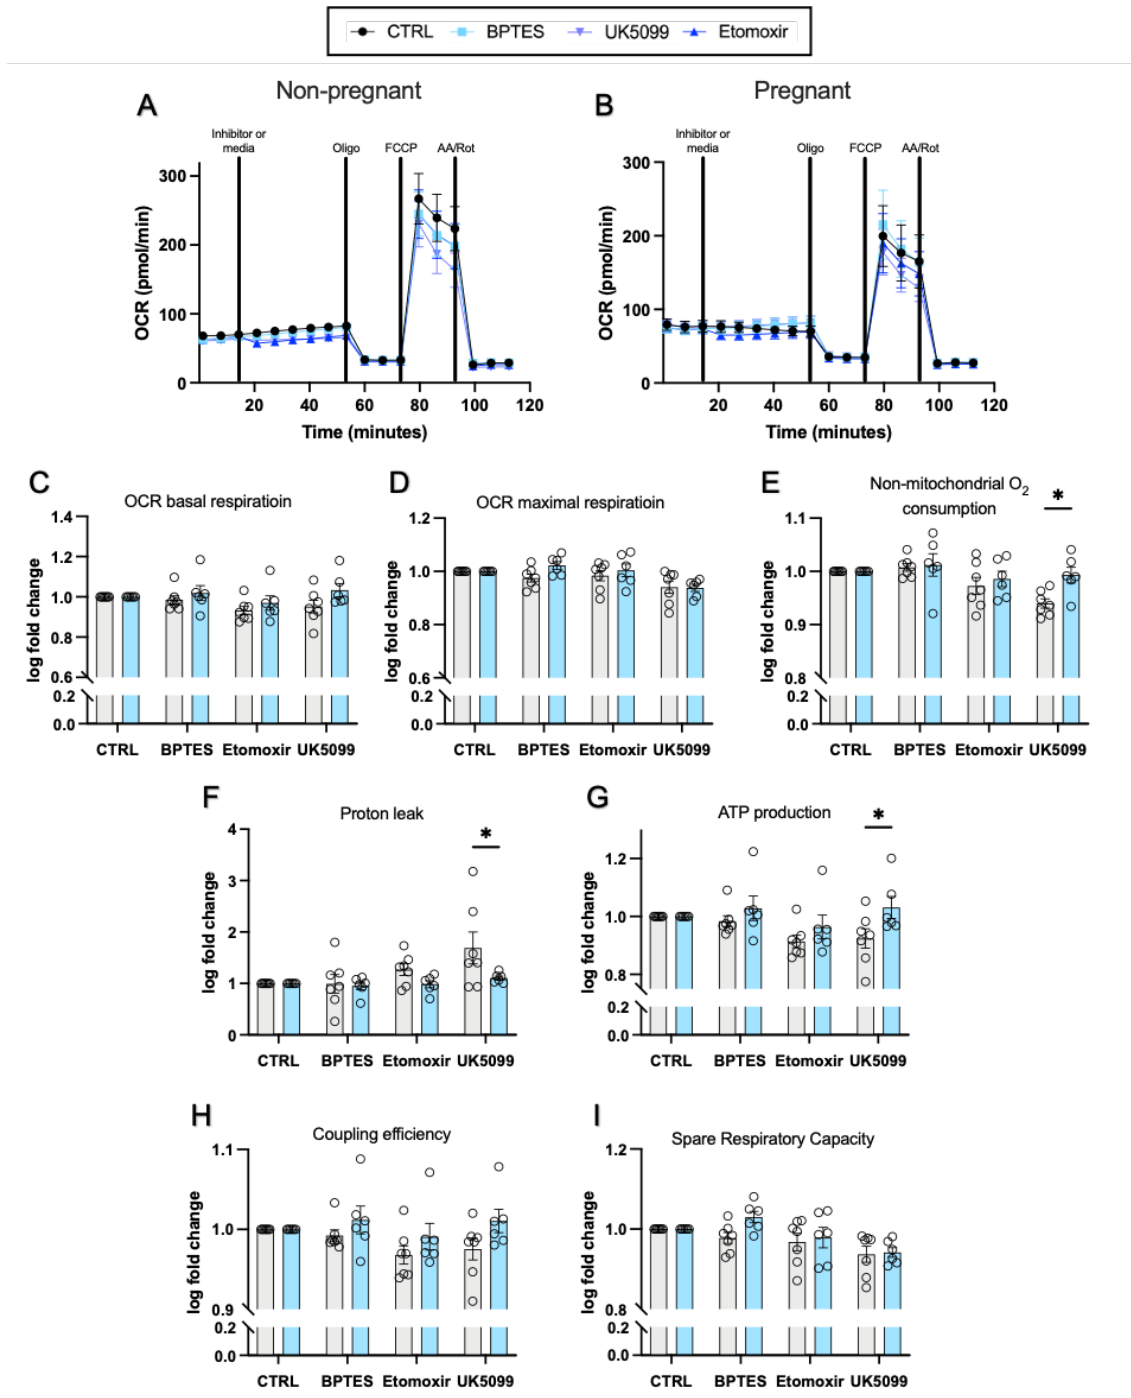 CTRL BPTES UK5099 Etomoxir
A Non-pregnant
B Pregnant
Inhibitor or
media
Oligo FCCP AA/Rot
Inhibitor or
media
Oligo FCCP AA/Rot
OCR (pmol/min)
300
200
100
0
20 40 60 80 100 120
Time (minutes)
OCR (pmol/min)
300
200
100
0
20 40 60 80 100 120
Time (minutes)
C
OCR basal respiratioin
log fold change
1.4
1.2
1.0
0.8
0.6
0.2
0.0
CTRL BPTES Etomoxir UK5099
D
OCR maximal respiratioin
log fold change
1.2
1.0
0.8
0.6
0.2
0.0
CTRL BPTES Etomoxir UK5099
E
Non-mitochondrial O2
consumption
*
log fold change
1.1
1.0
0.9
0.8
0.2
0.0
CTRL BPTES Etomoxir UK5099
F
Proton leak
*
log fold change
4
3
2
1
0
CTRL BPTES Etomoxir UK5099
G
ATP production
*
log fold change
1.2
1.0
0.8
0.2
0.0
CTRL BPTES Etomoxir UK5099
H
Coupling efficiency
log fold change
1.1
1.0
0.9
0.2
0.0
CTRL BPTES Etomoxir UK5099
I
Spare Respiratory Capacity
log fold change
1.2
1.0
0.8
0.2
0.0
CTRL BPTES Etomoxir UK5099